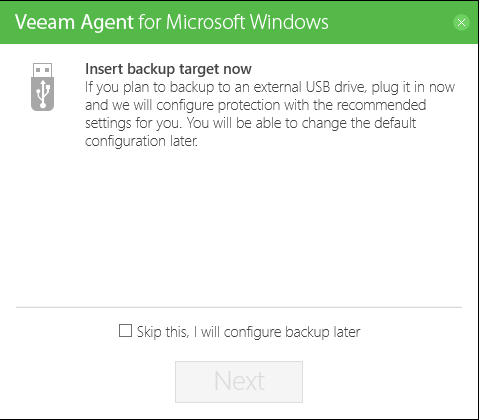 Veeam Agent for Microsoft Windows
Insert backup target now
If you plan to backup to an external USB drive, plug it in now
and we will configure protection with the recommended
settings for you. You will be able to change the default
configuration later.
Skip this, I will configure backup later
Next